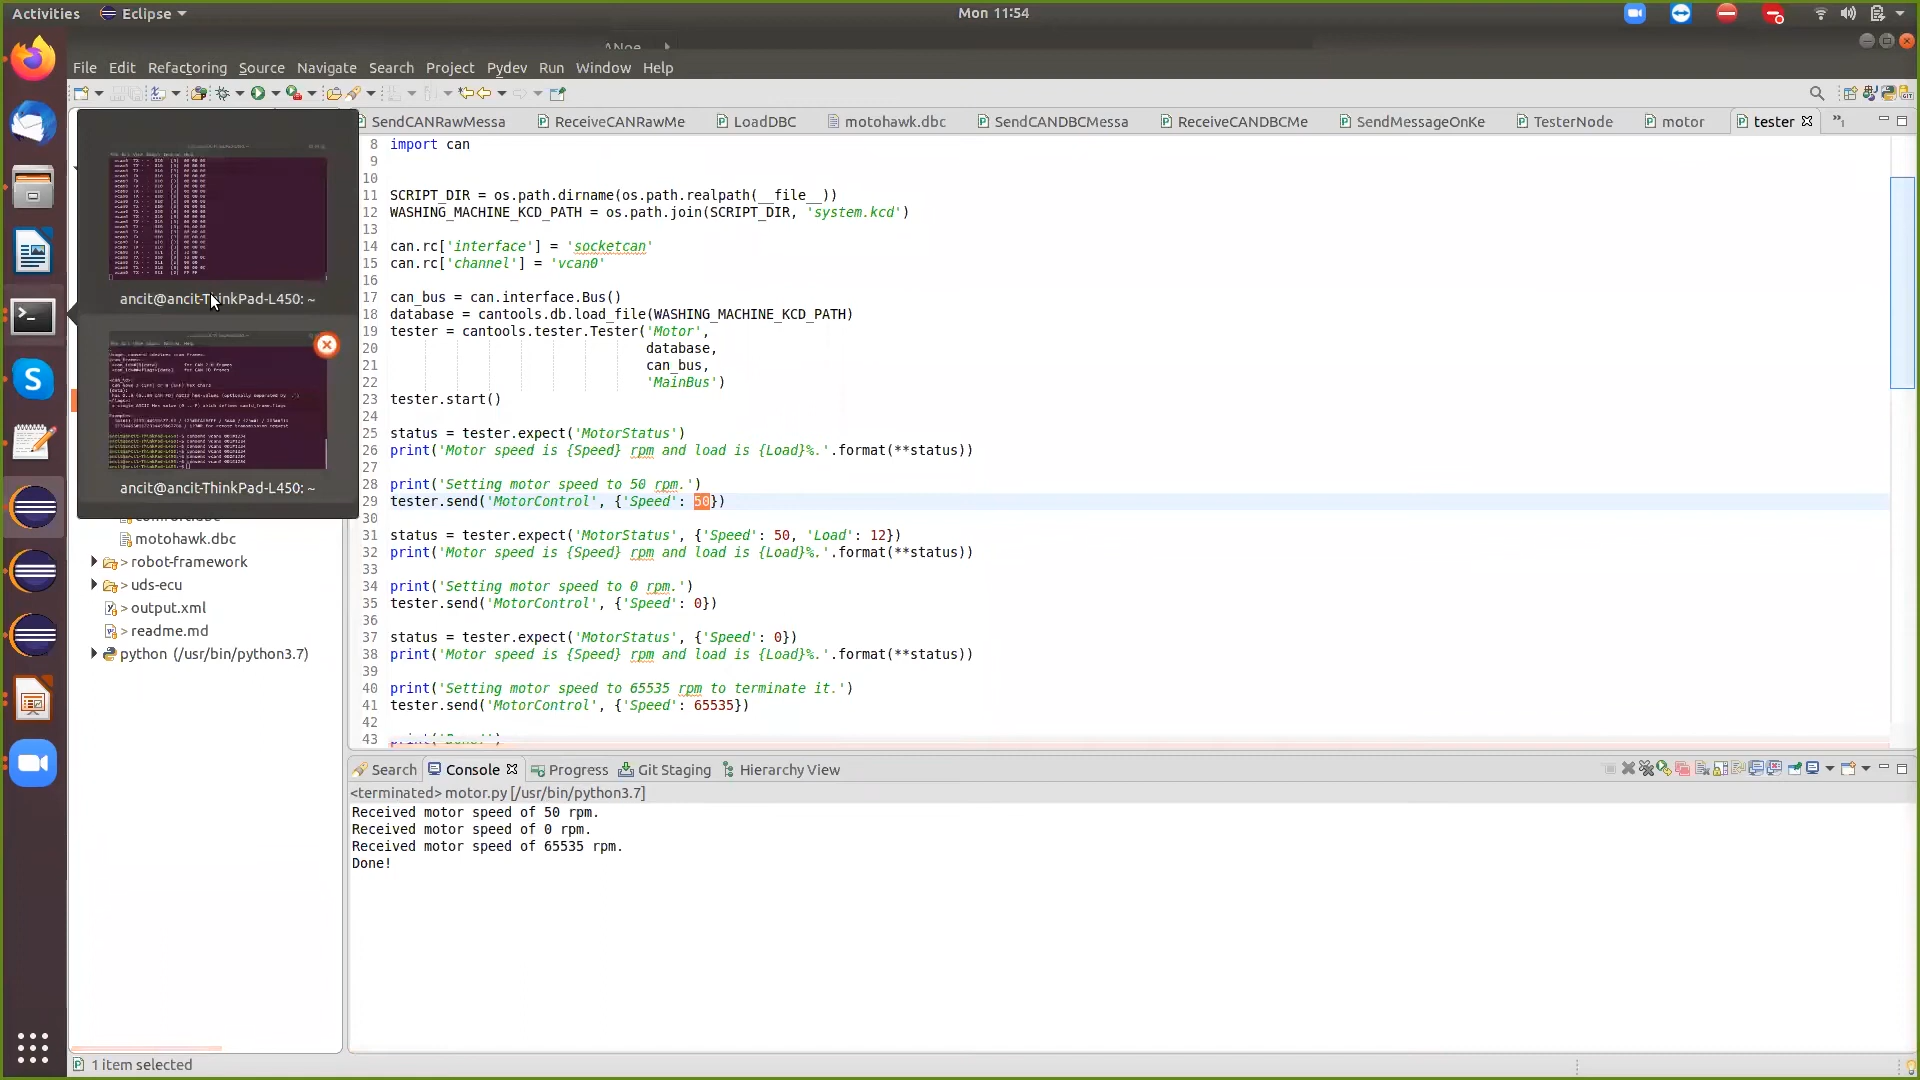 Activities
Eclipse
Mon 11:54
File Edit Refactoring Source Navigate Search Project Pydev Run Window Help
SendCANRawMessa
ReceiveCANRawMe
LoadDBC
motohawk.dbc
SendCANDBCMessa
ReceiveCANDBCMe
SendMessageOnKe
TesterNode
motor
tester
ancit@ancit-ThinkPad-L450: ~
ancit@ancit-ThinkPad-L450: ~
motohawk.dbc
> robot-framework
> uds-ecu
> output.xml
> readme.md
python (/usr/bin/python3.7)
8 import can
9
10
11 SCRIPT_DIR = os.path.dirname(os.path.realpath(__file__))
12 WASHING_MACHINE_KCD_PATH = os.path.join(SCRIPT_DIR, 'system.kcd')
13
14 can.rc['interface'] = 'socketcan'
15 can.rc['channel'] = 'vcan0'
16
17 can_bus = can.interface.Bus()
18 database = cantools.db.load_file(WASHING_MACHINE_KCD_PATH)
19 tester = cantools.tester.Tester('Motor',
20 database,
21 can_bus,
22 'MainBus')
23 tester.start()
24
25 status = tester.expect('MotorStatus')
26 print('Motor speed is {Speed} rpm and load is {Load}%.'.format(**status))
27
28 print('Setting motor speed to 50 rpm.')
29 tester.send('MotorControl', {'Speed': 50})
30
31 status = tester.expect('MotorStatus', {'Speed': 50, 'Load': 12})
32 print('Motor speed is {Speed} rpm and load is {Load}%.'.format(**status))
33
34 print('Setting motor speed to 0 rpm.')
35 tester.send('MotorControl', {'Speed': 0})
36
37 status = tester.expect('MotorStatus', {'Speed': 0})
38 print('Motor speed is {Speed} rpm and load is {Load}%.'.format(**status))
39
40 print('Setting motor speed to 65535 rpm to terminate it.')
41 tester.send('MotorControl', {'Speed': 65535})
42
43
Search
Console
Progress
Git Staging
Hierarchy View
<terminated> motor.py [/usr/bin/python3.7]
Received motor speed of 50 rpm.
Received motor speed of 0 rpm.
Received motor speed of 65535 rpm.
Done!
1 item selected